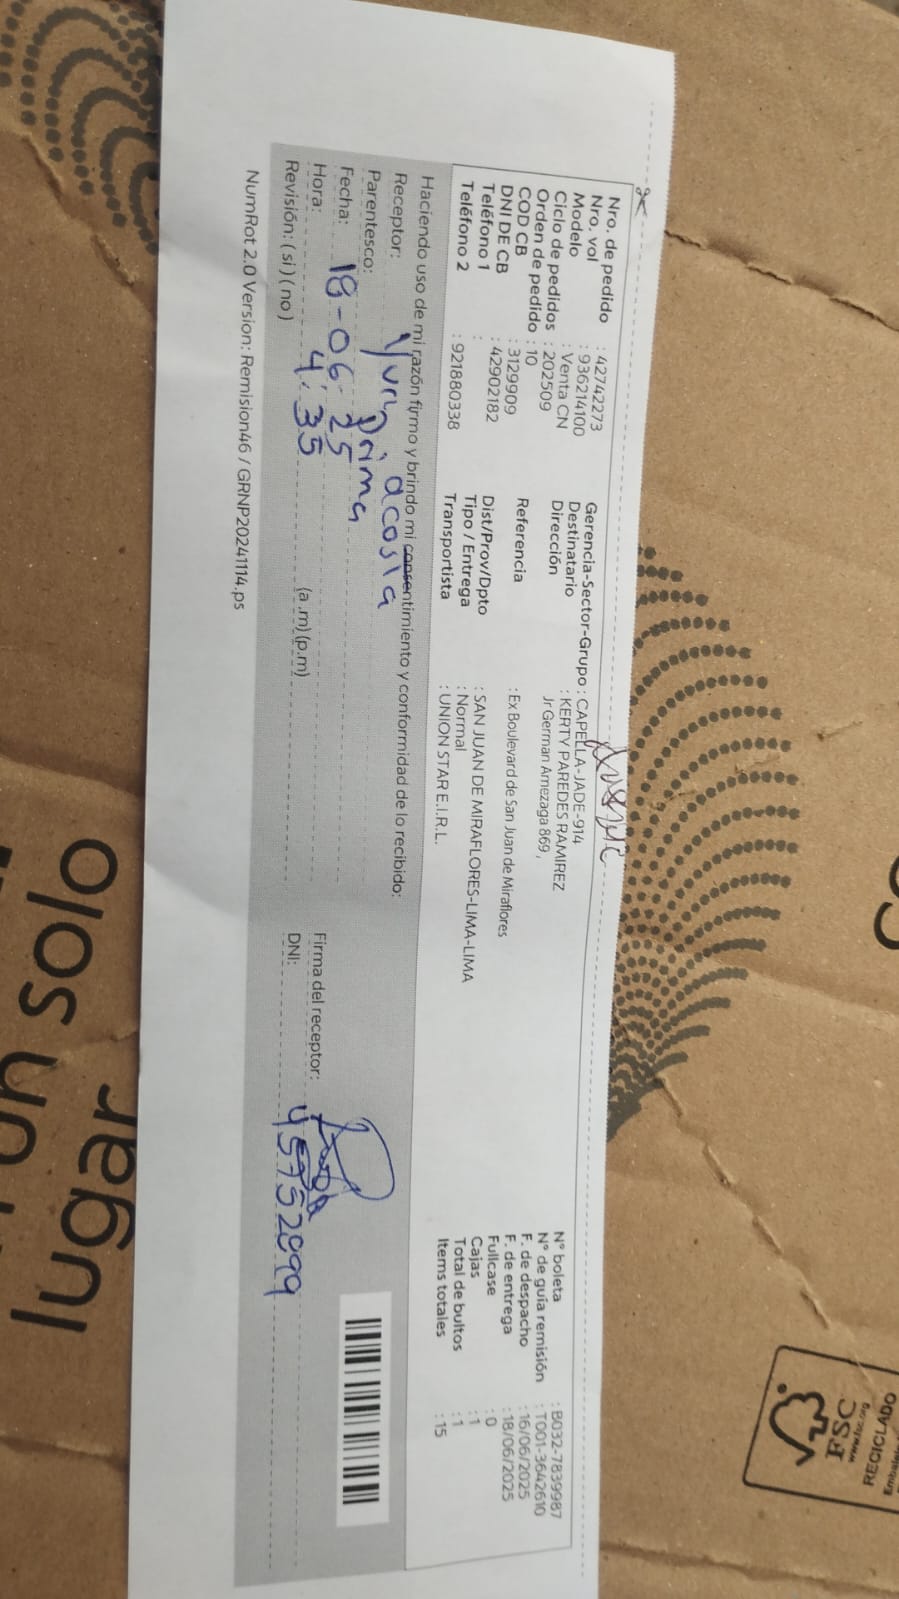 Nro. de pedido : 42742273
Nro. vol : 936214100
Modelo : Venta CN
Ciclo de pedidos : 202509
Orden de pedido : 10
COD CB : 3129909
DNI DE CB : 42902182
Teléfono 1 :
Teléfono 2 : 921880338
Gerencia-Sector-Grupo : CAPELLA-JADE-914
Destinatario : KERTY PAREDES RAMIREZ
Dirección Jr German Amezaga 869 ,
Referencia : Ex Boulevard de San Juan de Miraflores
Dist/Prov/Dpto : SAN JUAN DE MIRAFLORES-LIMA-LIMA
Tipo / Entrega : Normal
Transportista : UNION STAR E.I.R.L.
N° boleta : B032-7839987
N° de guia remisión : T001-3642610
F. de despacho : 16/06/2025
F. de entrega : 18/06/2025
Fullcase : 0
Cajas : 1
Total de bultos : 1
Items totales : 15
Haciendo uso de mi razón firmo y brindo mi consentimiento y conformidad de lo recibido:
Receptor: acosta
Parentesco: Prima
Fecha: 18-06-25
Hora: 4:35 (a .m) (p.m)
Revisión: ( si ) ( no )
Firma del receptor:
DNI: 45752099
NumRot 2.0 Version: Remision46 / GRNP20241114.ps
un solo
lugar
FSC
RECICLADO